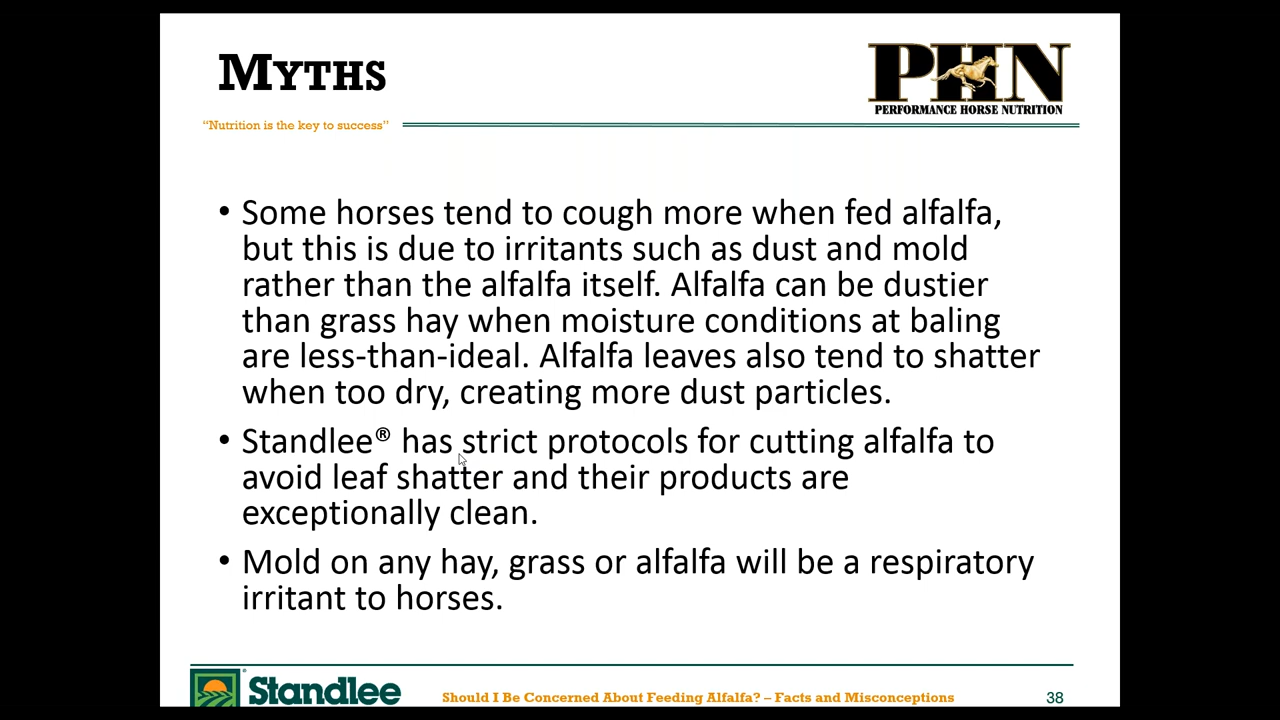 MYTHS
PHN
PERFORMANCE HORSE NUTRITION
“Nutrition is the key to success”
• Some horses tend to cough more when fed alfalfa,
but this is due to irritants such as dust and mold
rather than the alfalfa itself. Alfalfa can be dustier
than grass hay when moisture conditions at baling
are less-than-ideal. Alfalfa leaves also tend to shatter
when too dry, creating more dust particles.
• Standlee® has strict protocols for cutting alfalfa to
avoid leaf shatter and their products are
exceptionally clean.
• Mold on any hay, grass or alfalfa will be a respiratory
irritant to horses.
Standlee
Should I Be Concerned About Feeding Alfalfa? – Facts and Misconceptions
38